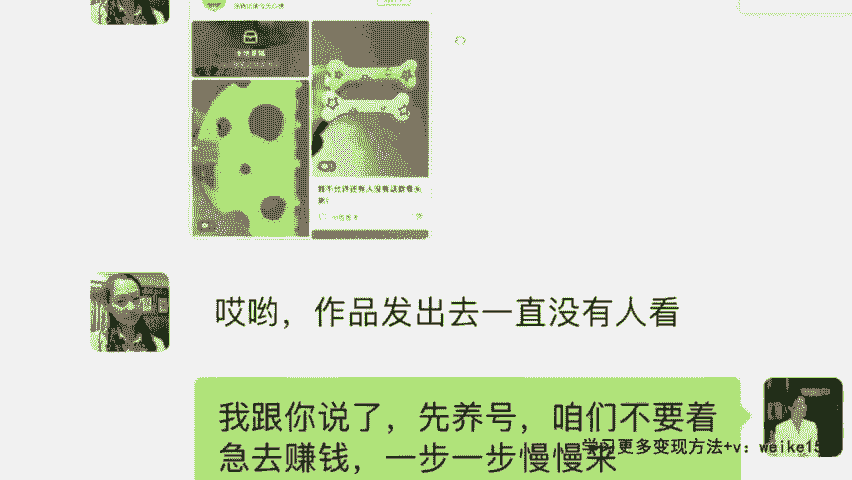 哎哟，作品发出去一直没有人看
我跟你说了，先养号，咱们不要着
急去赚钱，一步一步慢慢来
学习更多变现方法+v：weike15